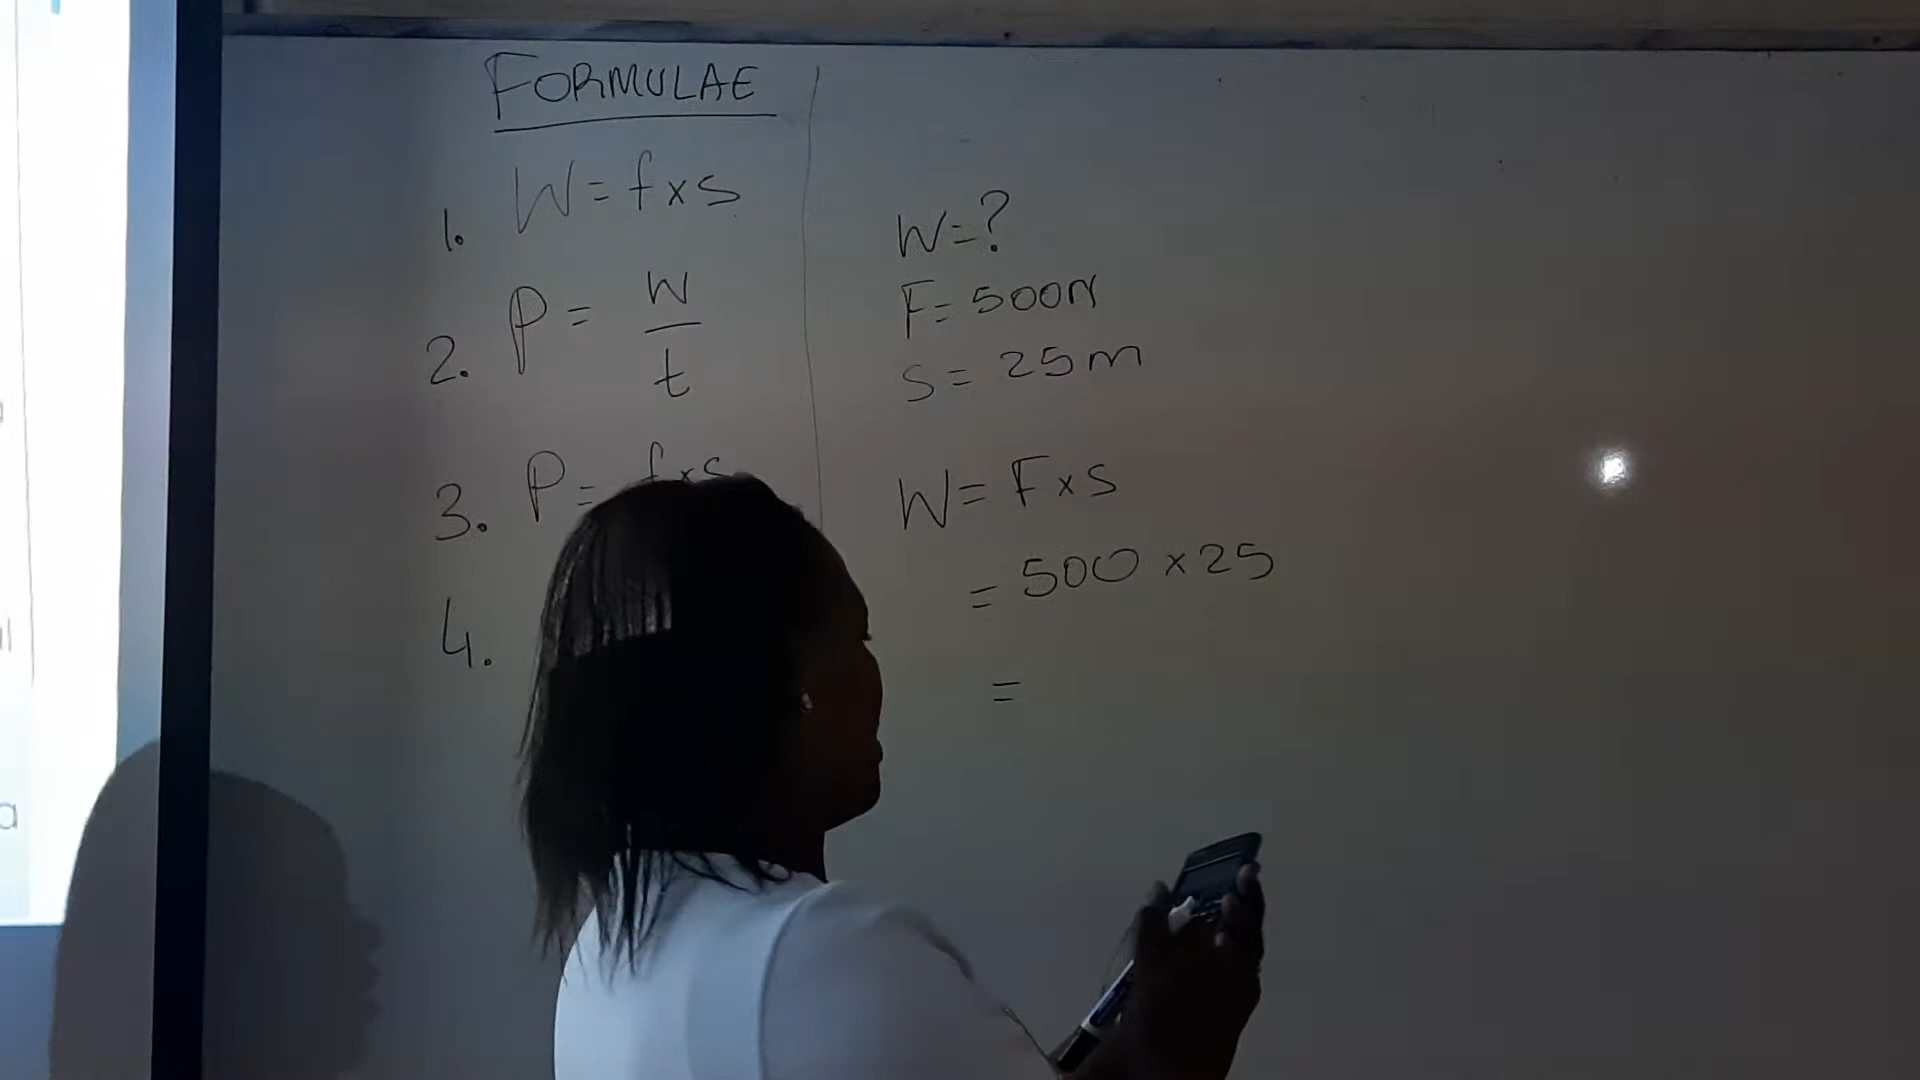 FORMULAE
1. W = f x s
2. P = W
t
3. P = f x s
4.
W = ?
F = 500N
S = 25m
W = F x S
= 500 x 25
=